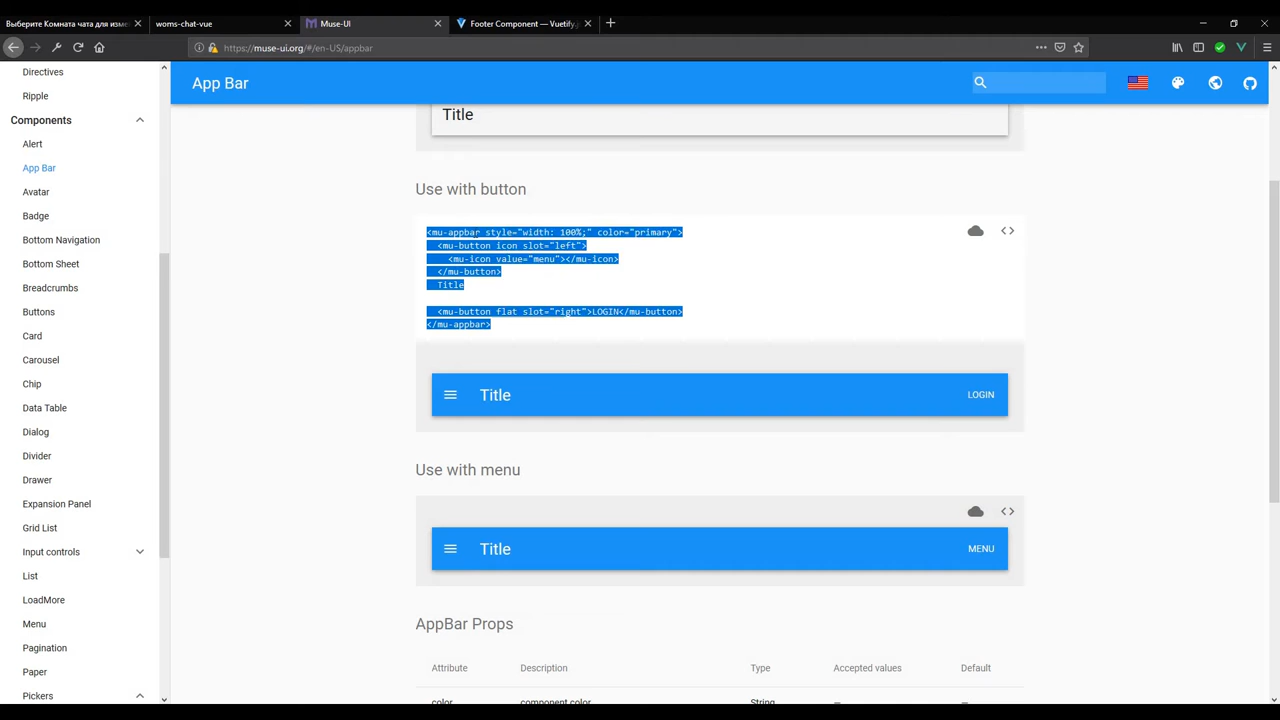 Выберите Комната чата для изме
woms-chat-vue
Muse-UI
Footer Component — Vuetify.j
https://muse-ui.org/#/en-US/appbar
Directives
Ripple
Components
Alert
App Bar
Avatar
Badge
Bottom Navigation
Bottom Sheet
Breadcrumbs
Buttons
Card
Carousel
Chip
Data Table
Dialog
Divider
Drawer
Expansion Panel
Grid List
Input controls
List
LoadMore
Menu
Pagination
Paper
Pickers
App Bar
Title
Use with button
<mu-appbar style="width: 100%;" color="primary">
<mu-button icon slot="left">
<mu-icon value="menu"></mu-icon>
</mu-button>
Title
<mu-button flat slot="right">LOGIN</mu-button>
</mu-appbar>
Title LOGIN
Use with menu
Title MENU
AppBar Props
Attribute Description Type Accepted values Default
color component color String